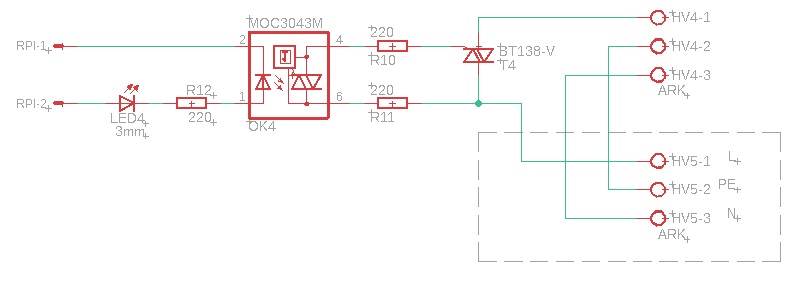 MOC3043M
HV4-1
RPI-1
2
4
220
R10
BT138-V
T4
HV4-2
HV4-3
ARK
RPI-2
LED4
3mm
R12
220
1
6
OK4
220
R11
HV5-1
L
HV5-2
PE
HV5-3
N
ARK